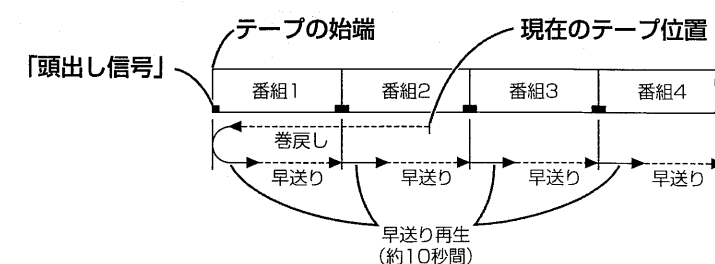 テープの始端
現在のテープ位置
「頭出し信号」
番組1
番組2
番組3
番組4
巻戻し
早送り
早送り
早送り
早送り
早送り再生
(約10秒間)